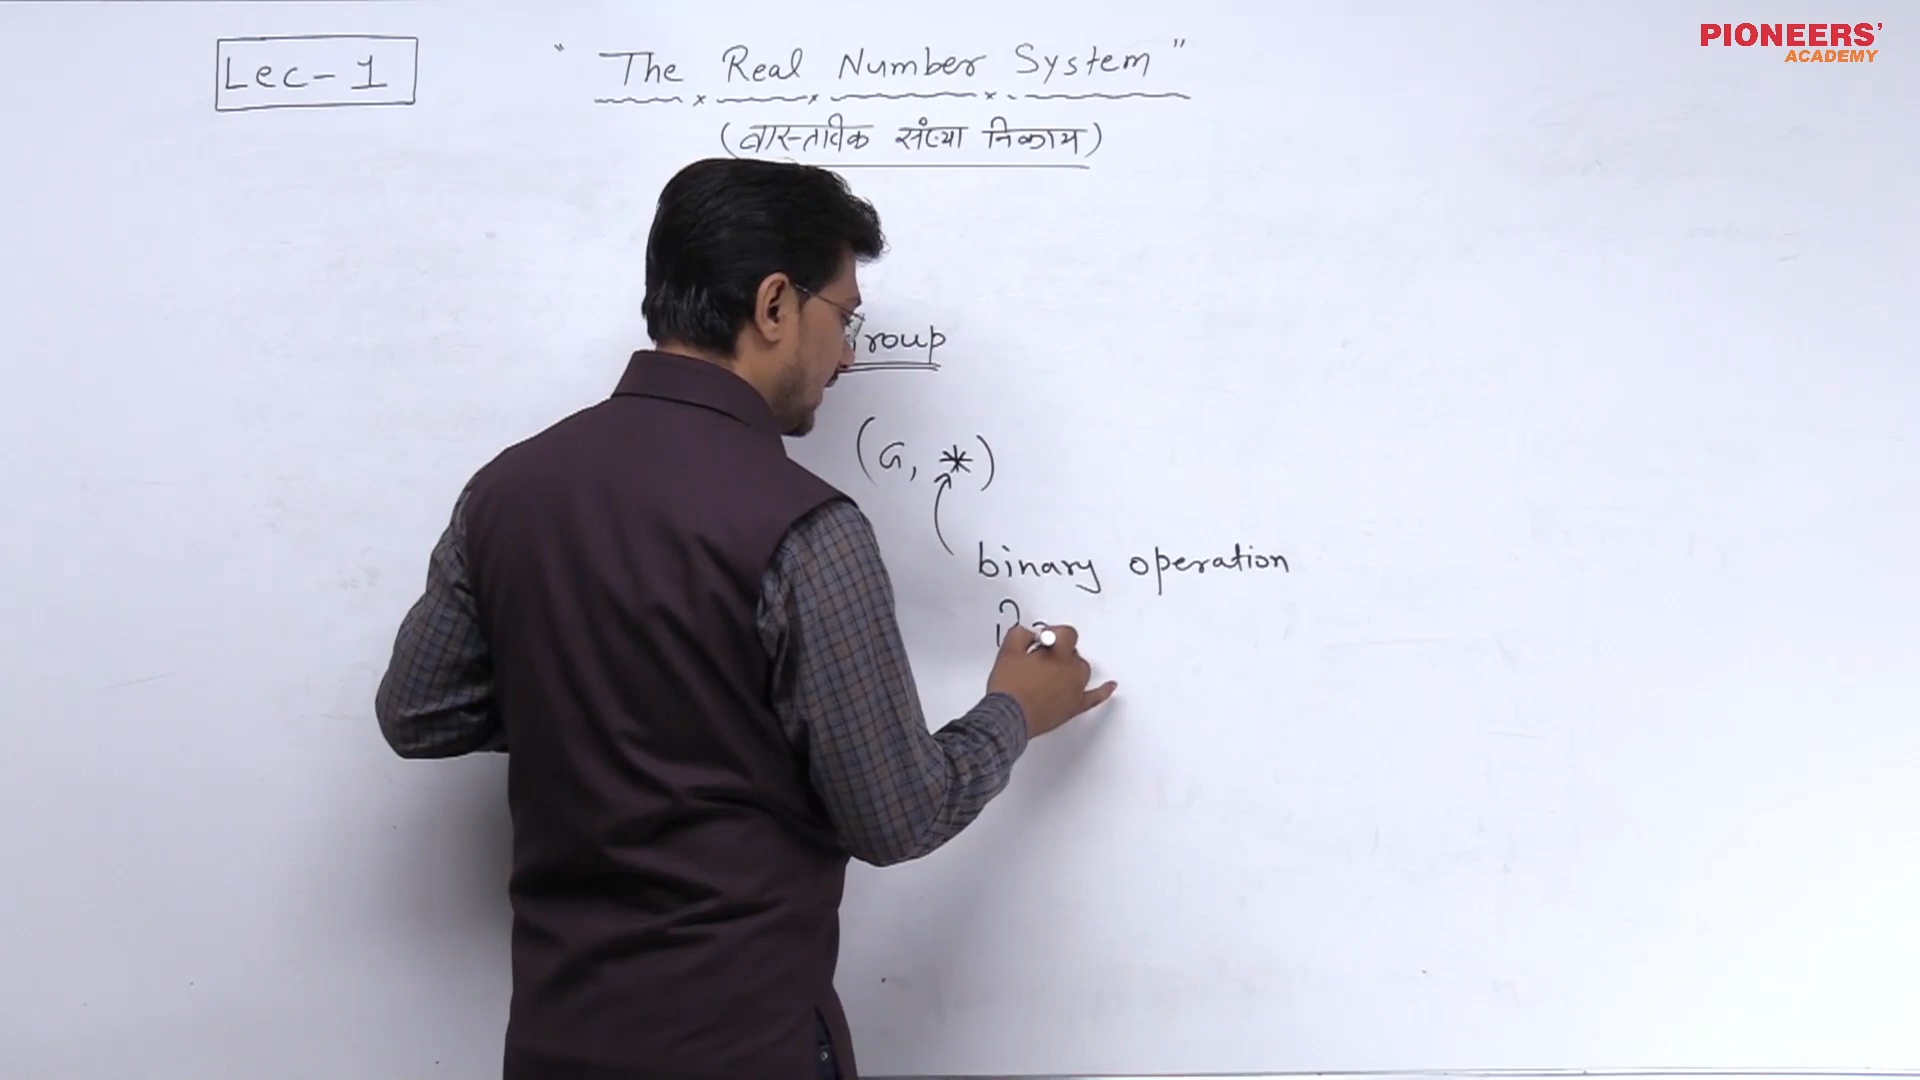 PIONEERS'
ACADEMY
Lec-1
"The Real Number System"
(वास्तविक संख्या निकाय)
roup
(G, *)
binary operation